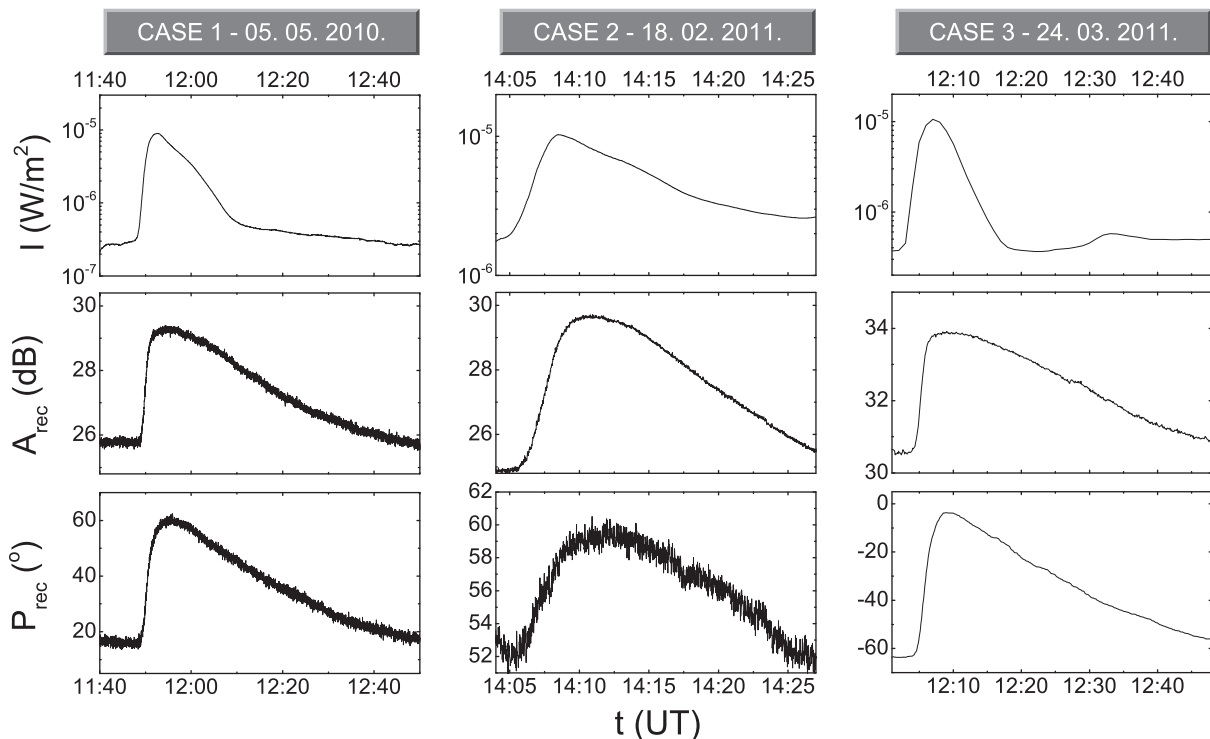 CASE 1 - 05. 05. 2010. CASE 2 - 18. 02. 2011. CASE 3 - 24. 03. 2011.
11:40 12:00 12:20 12:40 14:05 14:10 14:15 14:20 14:25 12:10 12:20 12:30 12:40
I (W/m²)
10⁻⁵ 10⁻⁵ 10⁻⁵
10⁻⁶ 10⁻⁶
10⁻⁷ 10⁻⁶
A_rec (dB)
30 30 34
28 28 32
26 26 30
P_rec (°)
60 62 0
40 60 -20
20 58 -40
56 -60
54
53
51
11:40 12:00 12:20 12:40 14:05 14:10 14:15 14:20 14:25 12:10 12:20 12:30 12:40
t (UT)